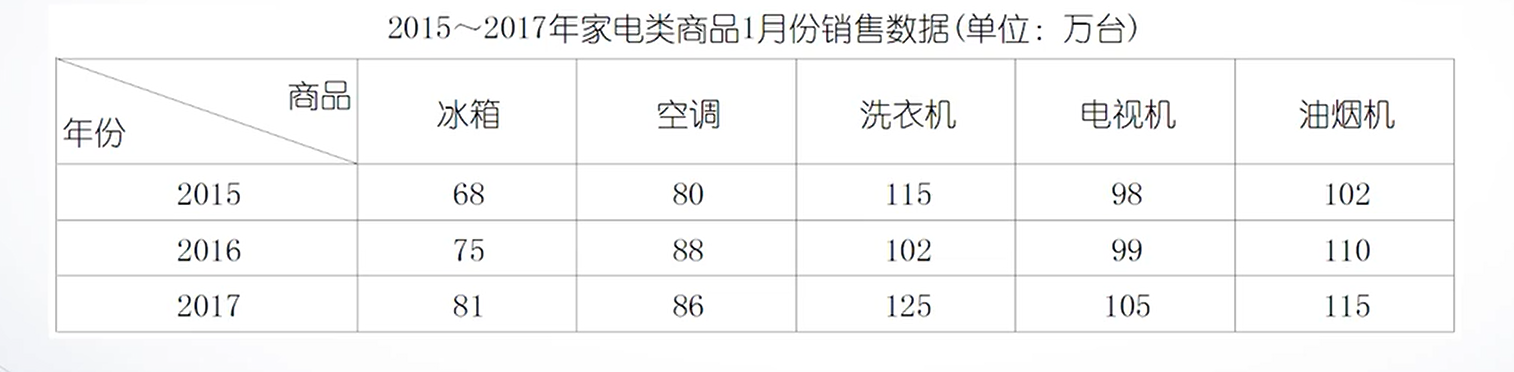 2015～2017年家电类商品1月份销售数据(单位：万台)
商品
年份
冰箱 空调 洗衣机 电视机 油烟机
2015 68 80 115 98 102
2016 75 88 102 99 110
2017 81 86 125 105 115